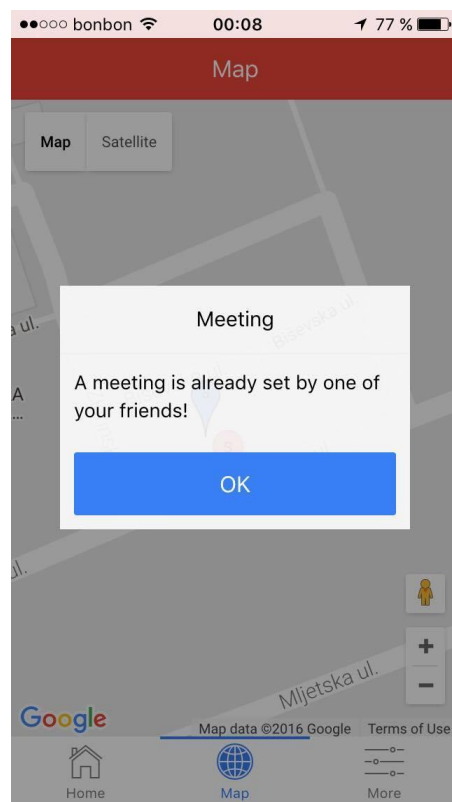 bonbon 00:08 77 %
Map
Map Satellite
Biševska ul.
a ul.
Meeting
A
...
A meeting is already set by one of
your friends!
OK
ul.
Mljetska ul.
+
−
Google
Map data ©2016 Google Terms of Use
Home Map More